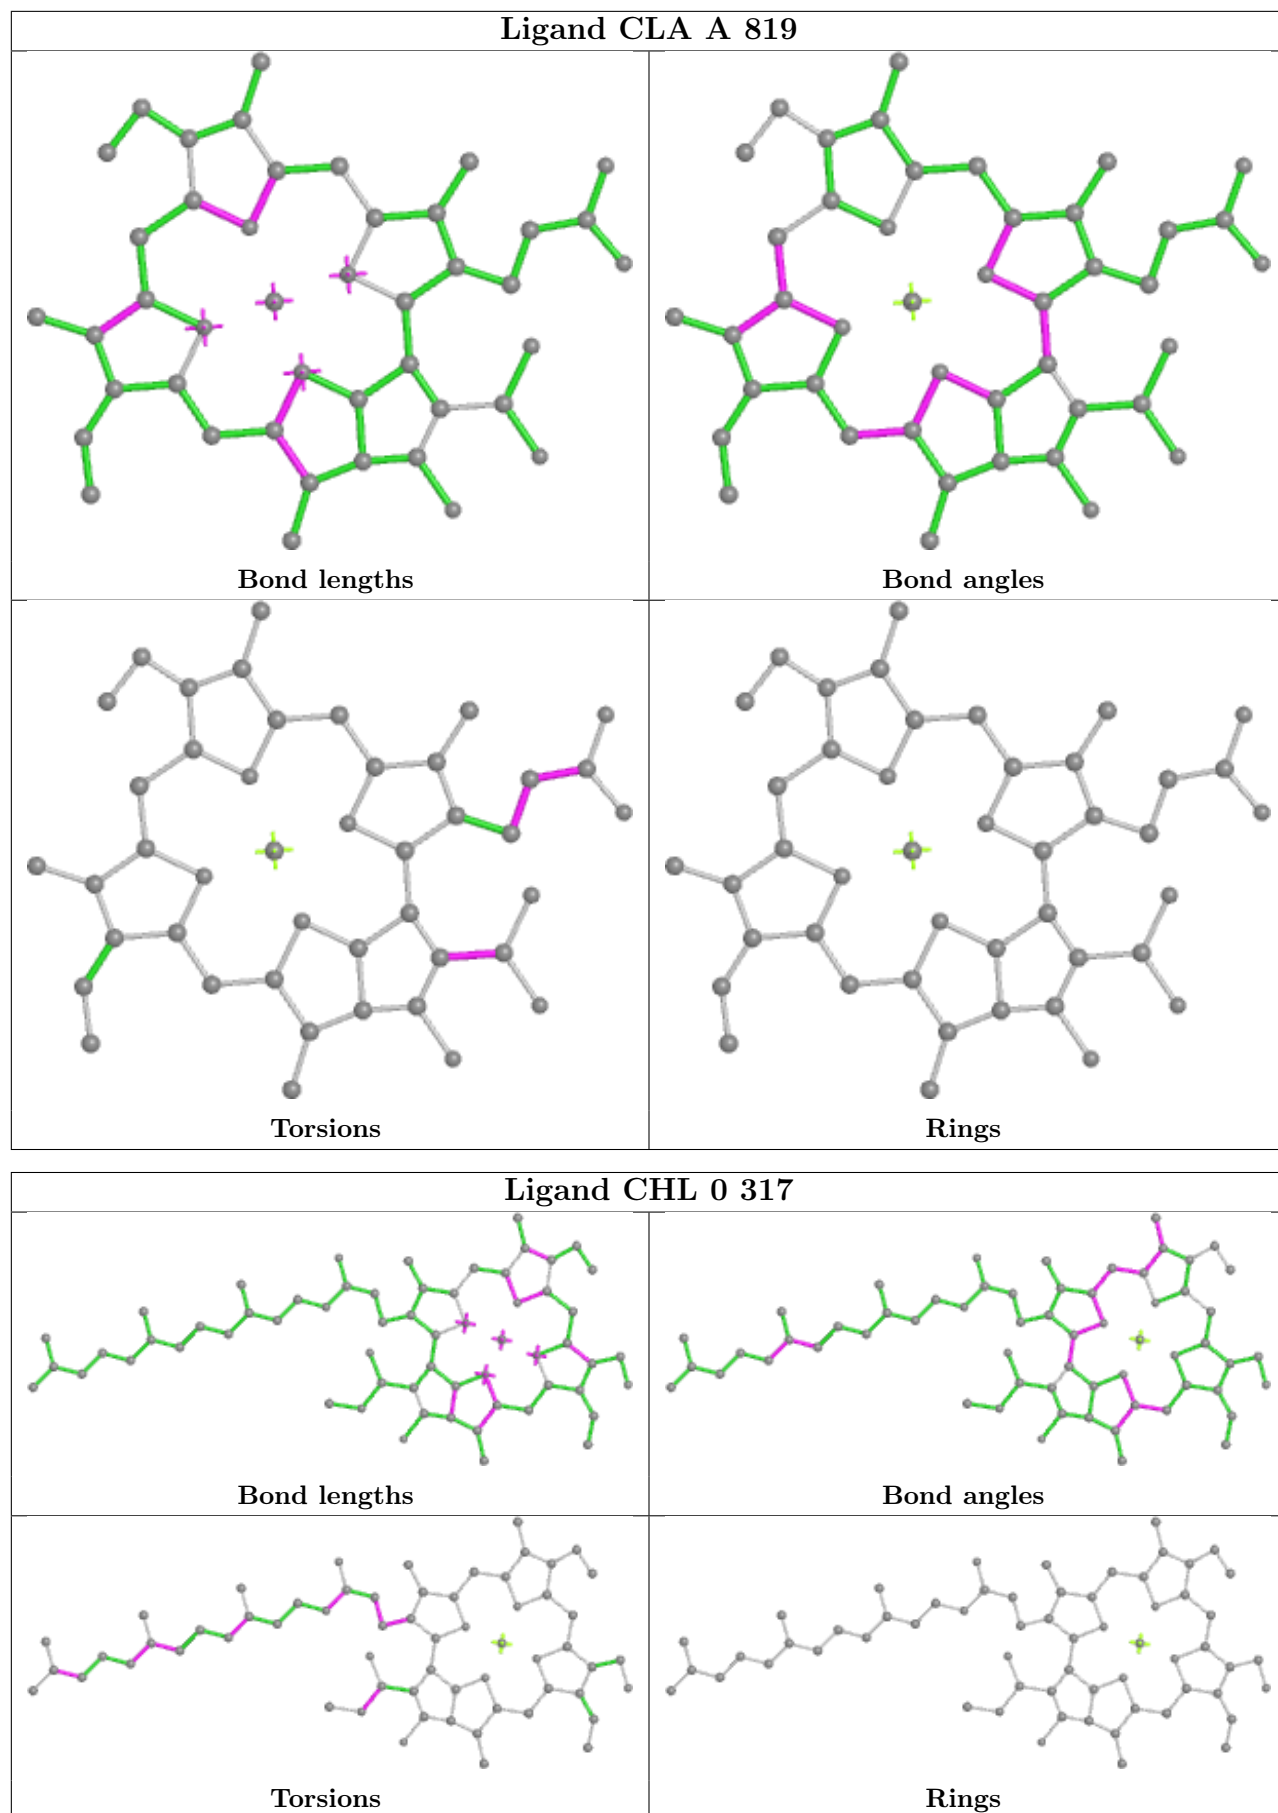 Ligand CLA A 819
Bond lengths
Bond angles
Torsions
Rings
Ligand CHL 0 317
Bond lengths
Bond angles
Torsions
Rings